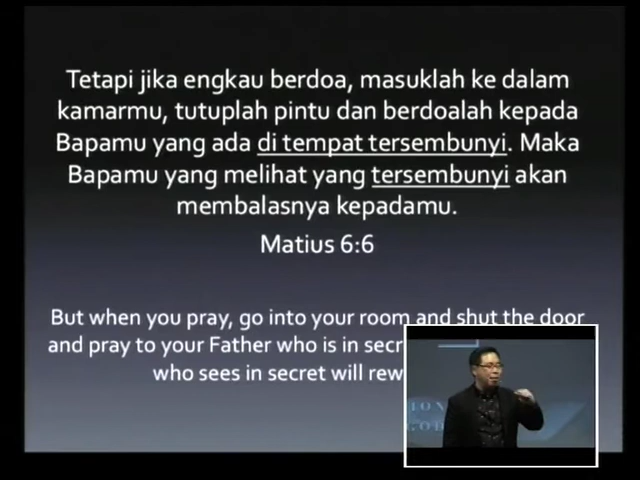 Tetapi jika engkau berdoa, masuklah ke dalam
kamarmu, tutuplah pintu dan berdoalah kepada
Bapamu yang ada di tempat tersembunyi. Maka
Bapamu yang melihat yang tersembunyi akan
membalasnya kepadamu.
Matius 6:6
But when you pray, go into your room and shut the door
and pray to your Father who is in
who sees in secret will
ION
GOD